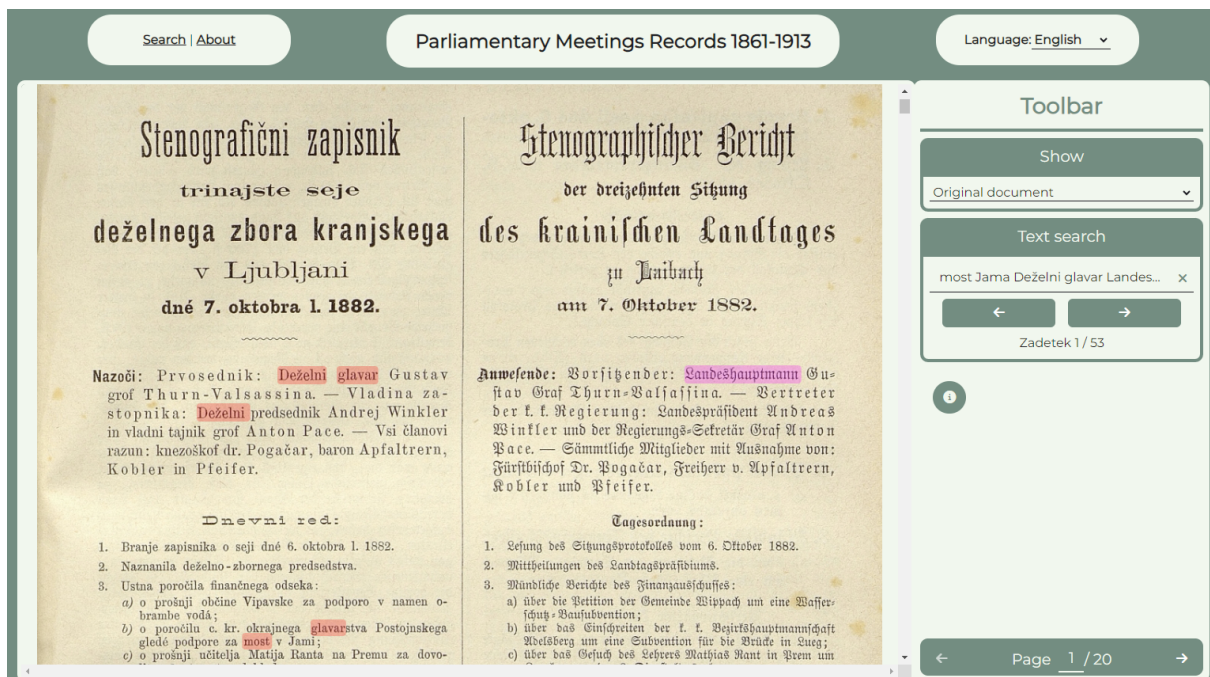 Search | About
Parliamentary Meetings Records 1861-1913
Language: English
Stenografični zapisnik
trinajste seje
deželnega zbora kranjskega
v Ljubljani
dné 7. oktobra l. 1882.
Nazoči: Prvosednik: Deželni glavar Gustav
grof Thurn-Valsassina. — Vladina za-
stopnika: Deželni predsednik Andrej Winkler
in vladni tajnik grof Anton Pace. — Vsi članovi
razun: knezoškof dr. Pogačar, baron Apfaltrern,
Kobler in Pfeifer.
Dnevni red:
1. Branje zapisnika o seji dné 6. oktobra l. 1882.
2. Naznanila deželno-zbornega predsedstva.
3. Ustna poročila finančnega odseka:
a) o prošnji občine Vipavske za podporo v namen o-
brambe vodá;
b) o poročilu c. kr. okrajnega glavarstva Postojnskega
gledé podpore za most v Jami;
c) o prošnji učitelja Matija Ranta na Premu za dovo-
Stenographischer Bericht
der dreizehnten Sitzung
des krainischen Landtages
zu Laibach
am 7. Oktober 1882.
Anwesende: Vorsitzender: Landeshauptmann Gu=
stav Graf Thurn=Valsassina. — Vertreter
der k. k. Regierung: Landespräsident Andreas
Winkler und der Regierungs=Sekretär Graf Anton
Pace. — Sämmtliche Mitglieder mit Ausnahme von:
Fürstbischof Dr. Pogačar, Freiherr v. Apfaltrern,
Kobler und Pfeifer.
Tagesordnung:
1. Lesung des Sitzungsprotokolles vom 6. Oktober 1882.
2. Mittheilungen des Landtagspräsidiums.
3. Mündliche Berichte des Finanzausschusses:
a) über die Petition der Gemeinde Wippach um eine Wasser=
schutz=Bausubvention;
b) über das Einschreiten der k. k. Bezirkshauptmannschaft
Adelsberg um eine Subvention für die Brücke in Lueg;
c) über das Gesuch des Lehrers Mathias Rant in Prem um
Toolbar
Show
Original document
Text search
most Jama Deželni glavar Landes...
Zadetek 1 / 53
Page 1 / 20